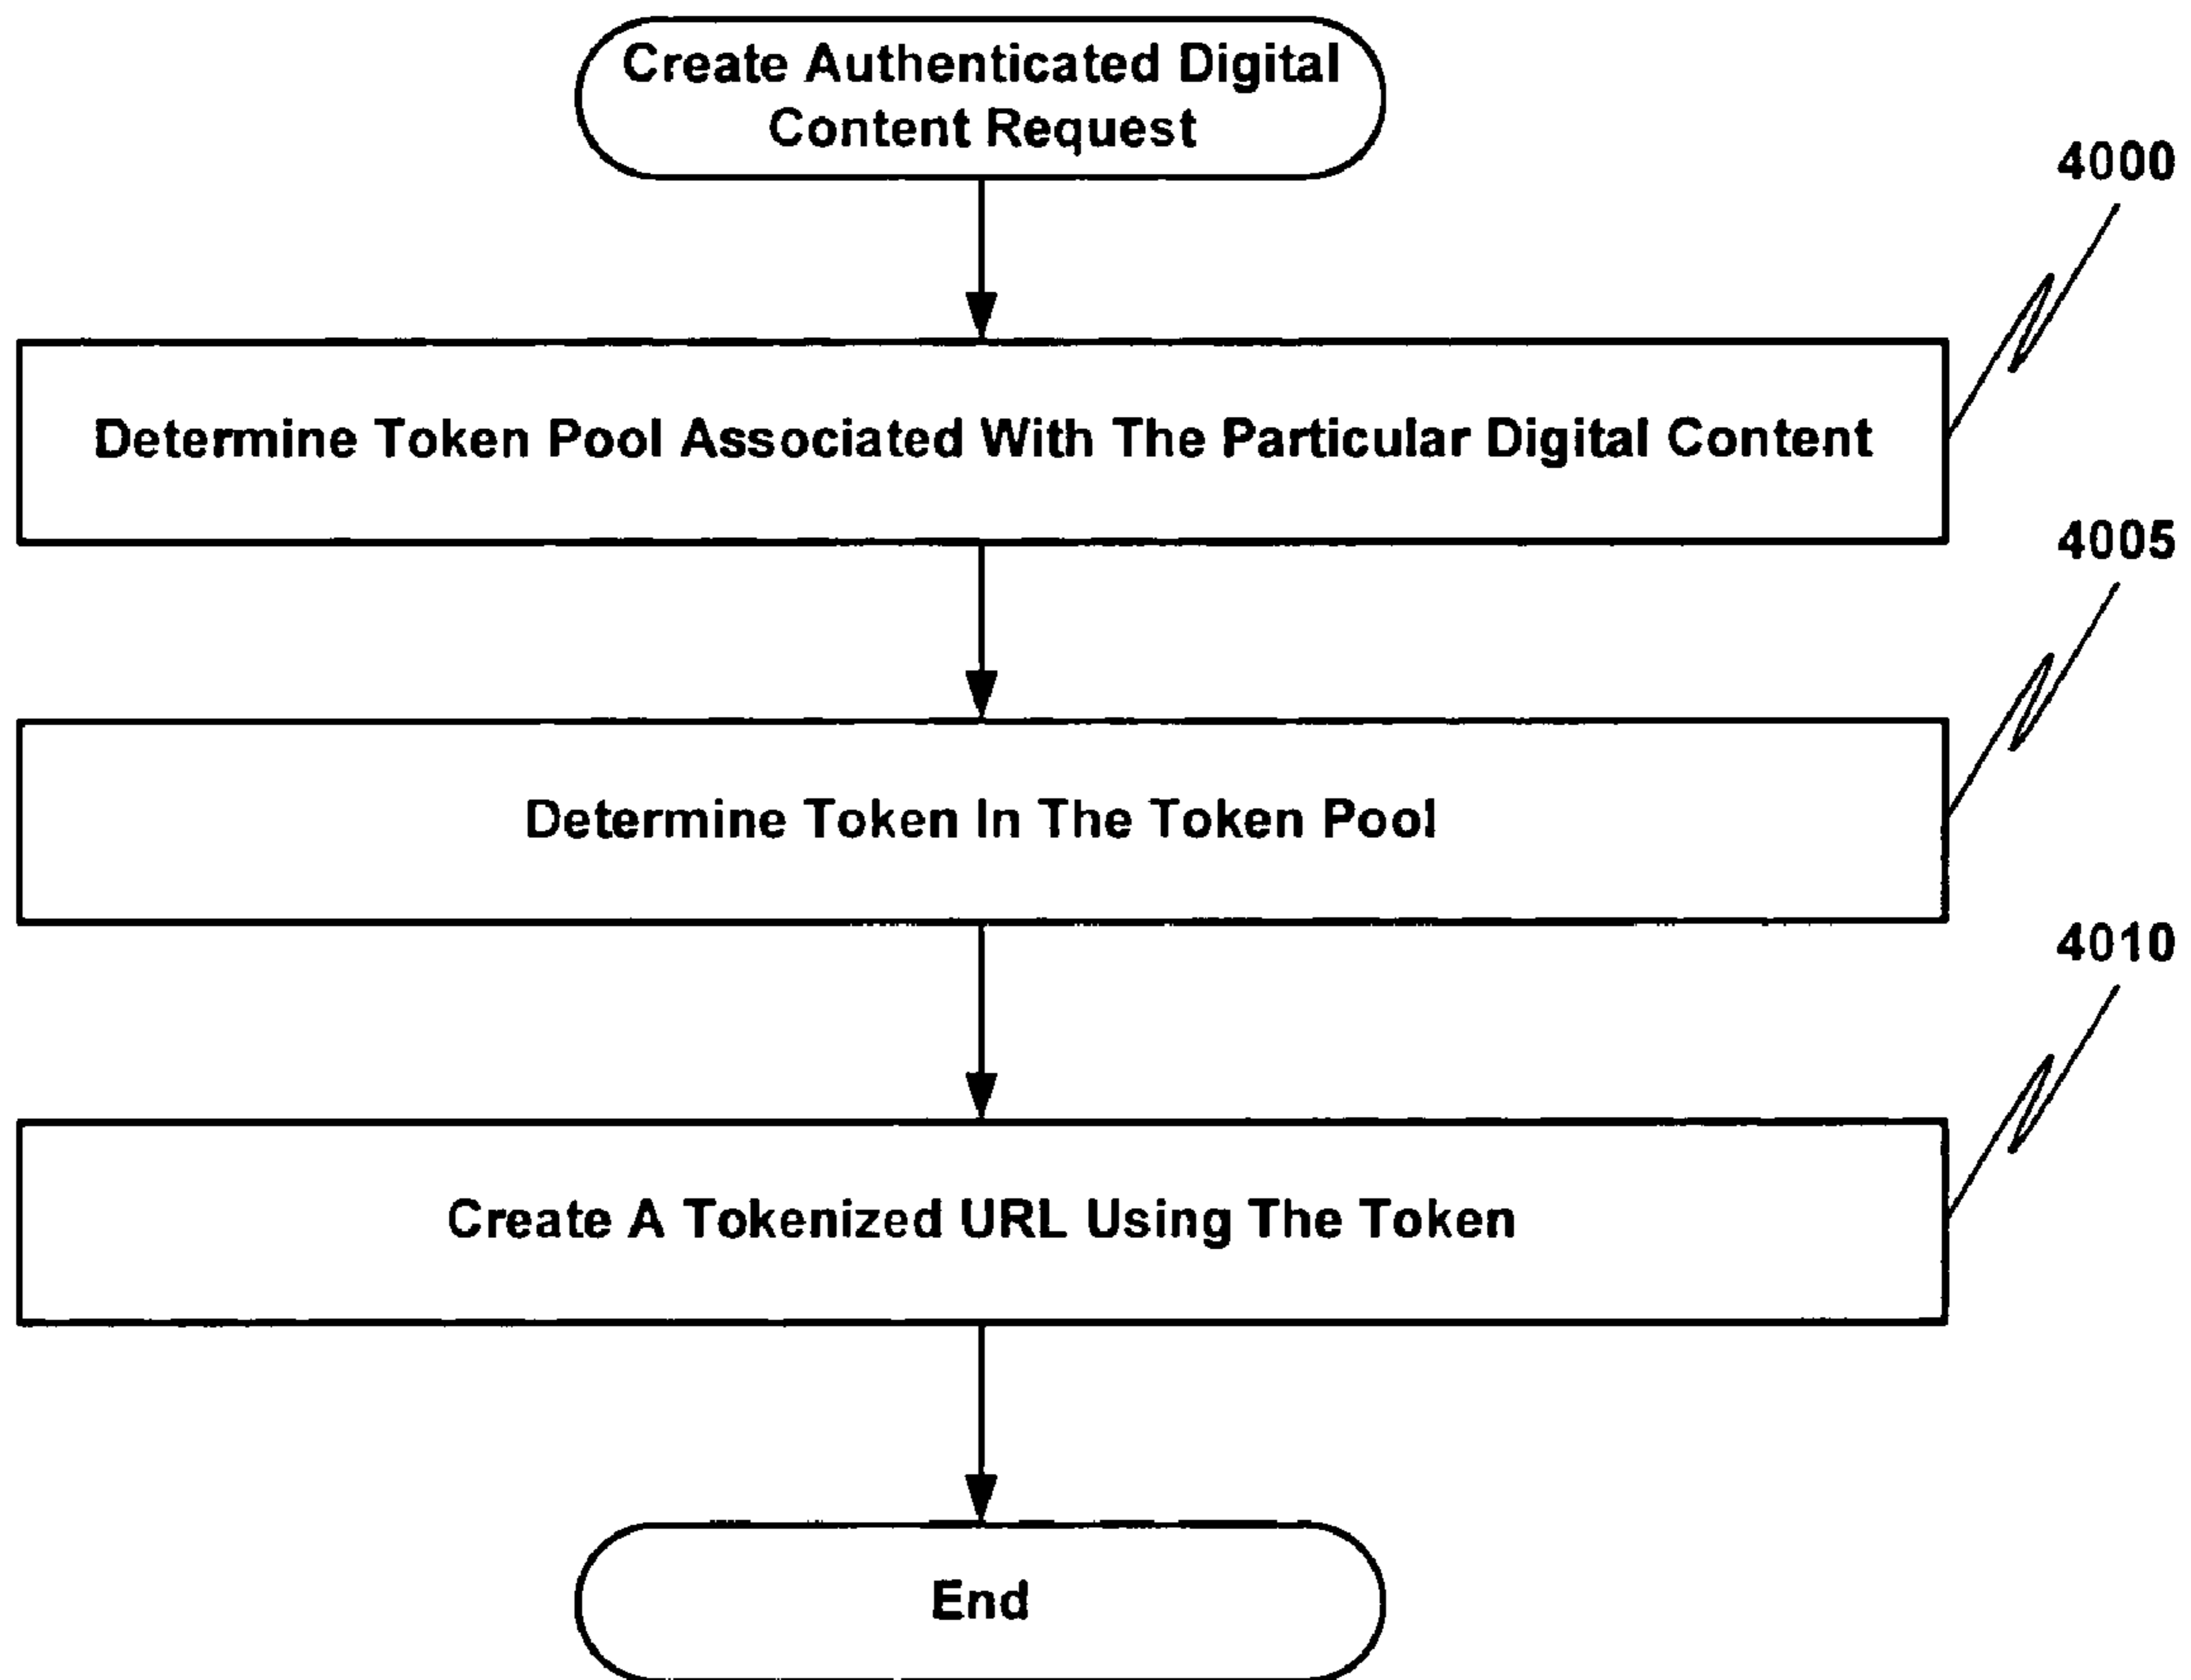 Create Authenticated Digital
Content Request
4000
Determine Token Pool Associated With The Particular Digital Content
4005
Determine Token In The Token Pool
4010
Create A Tokenized URL Using The Token
End